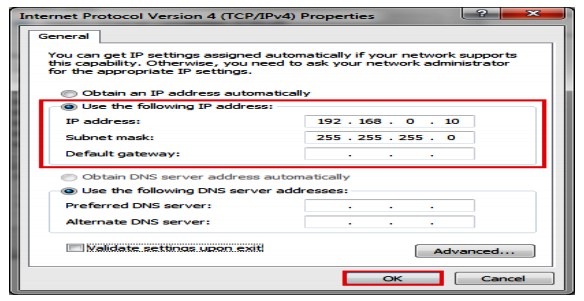 Internet Protocol Version 4 (TCP/IPv4) Properties
General
You can get IP settings assigned automatically if your network supports
this capability. Otherwise, you need to ask your network administrator
for the appropriate IP settings.
Obtain an IP address automatically
Use the following IP address:
IP address: 192 . 168 . 0 . 10
Subnet mask: 255 . 255 . 255 . 0
Default gateway: . . .
Obtain DNS server address automatically
Use the following DNS server addresses:
Preferred DNS server: . . .
Alternate DNS server: . . .
Validate settings upon exit
Advanced...
OK Cancel